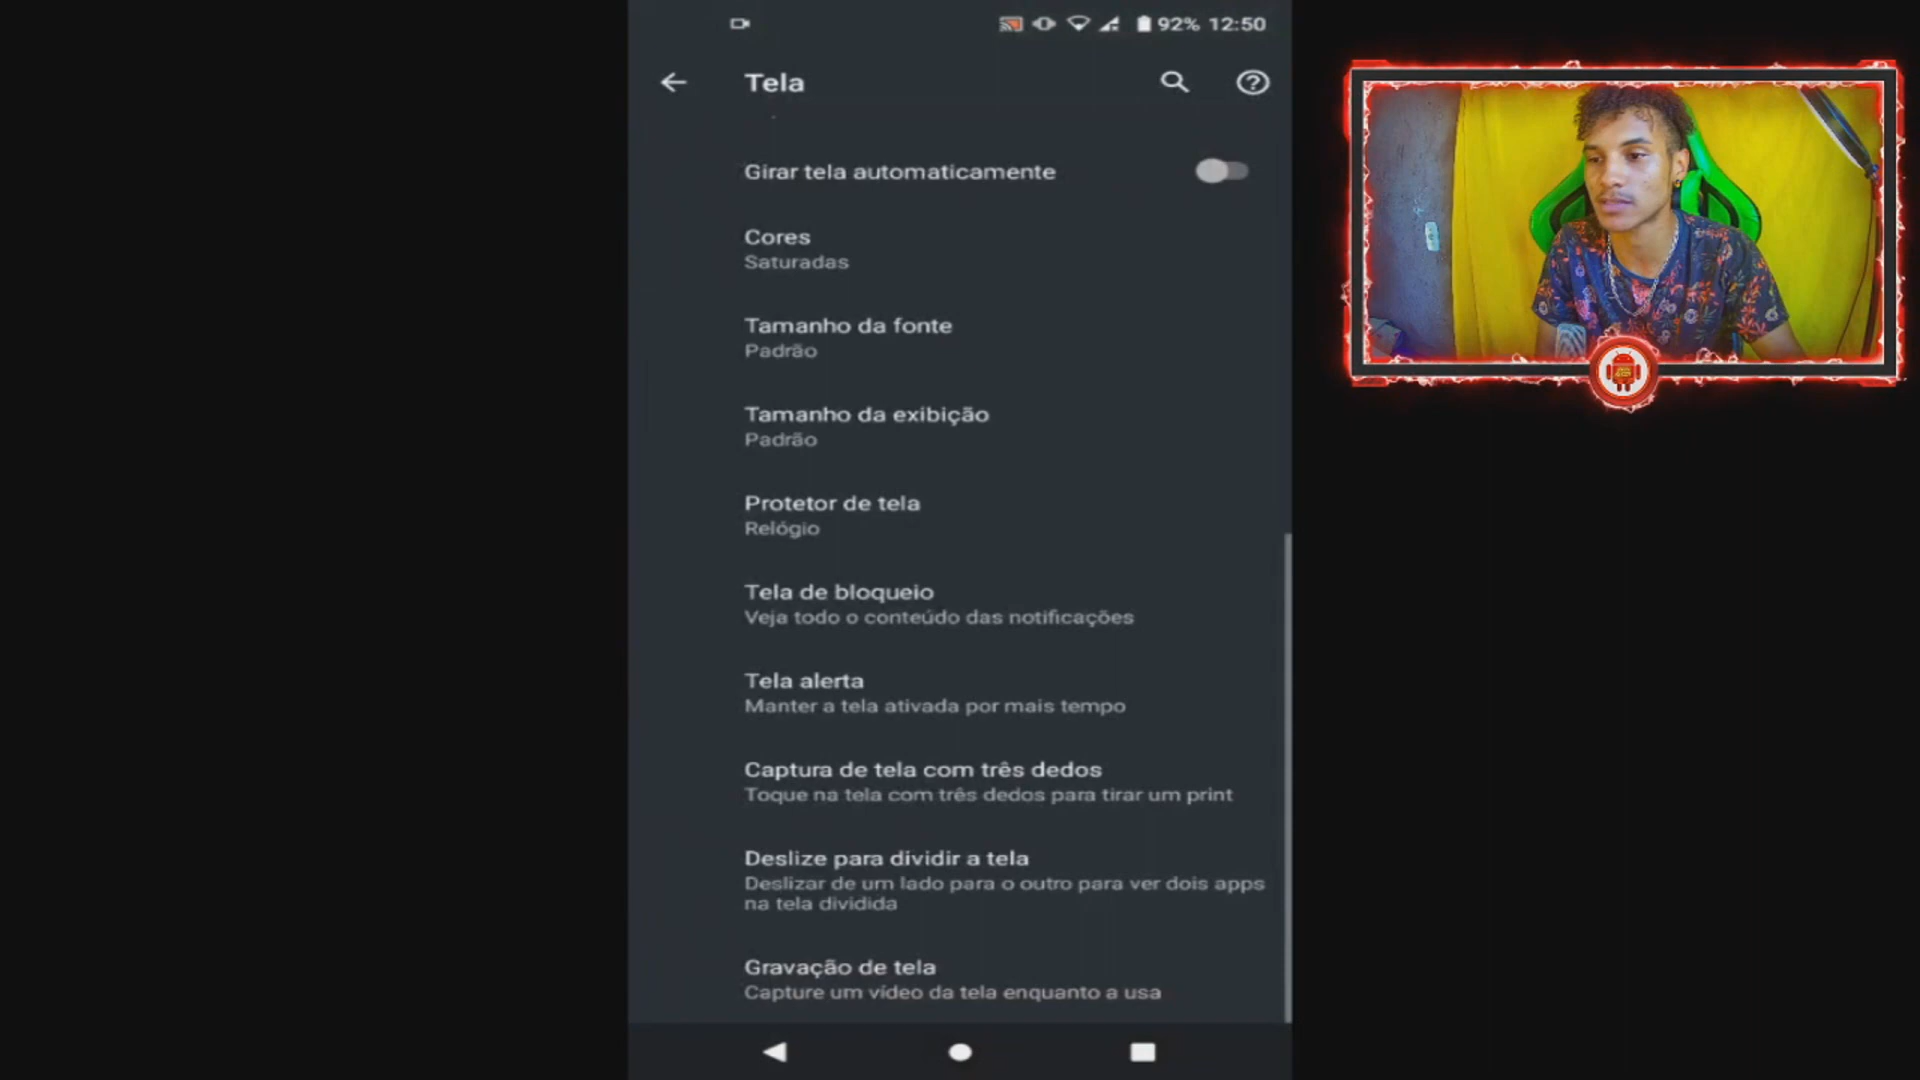 92% 12:50
Tela
Girar tela automaticamente
Cores
Saturadas
Tamanho da fonte
Padrão
Tamanho da exibição
Padrão
Protetor de tela
Relógio
Tela de bloqueio
Veja todo o conteúdo das notificações
Tela alerta
Manter a tela ativada por mais tempo
Captura de tela com três dedos
Toque na tela com três dedos para tirar um print
Deslize para dividir a tela
Deslizar de um lado para o outro para ver dois apps
na tela dividida
Gravação de tela
Capture um vídeo da tela enquanto a usa